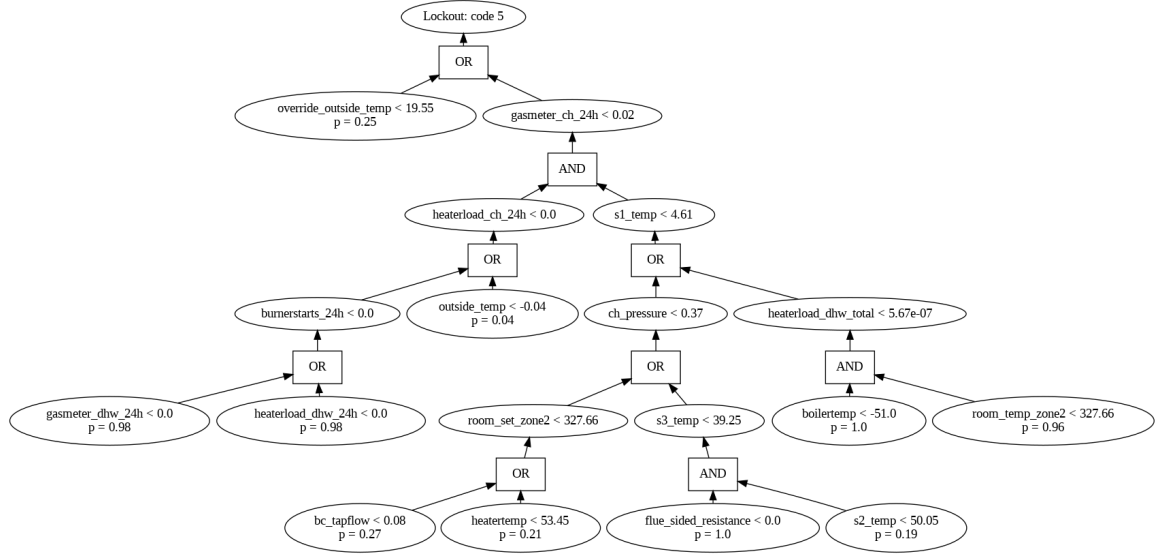 Lockout: code 5
OR
override_outside_temp < 19.55
p = 0.25
gasmeter_ch_24h < 0.02
AND
heaterload_ch_24h < 0.0
s1_temp < 4.61
OR
OR
burnerstarts_24h < 0.0
outside_temp < -0.04
p = 0.04
ch_pressure < 0.37
heaterload_dhw_total < 5.67e-07
OR
OR
AND
gasmeter_dhw_24h < 0.0
p = 0.98
heaterload_dhw_24h < 0.0
p = 0.98
room_set_zone2 < 327.66
s3_temp < 39.25
boilertemp < -51.0
p = 1.0
room_temp_zone2 < 327.66
p = 0.96
OR
AND
bc_tapflow < 0.08
p = 0.27
heatertemp < 53.45
p = 0.21
flue_sided_resistance < 0.0
p = 1.0
s2_temp < 50.05
p = 0.19